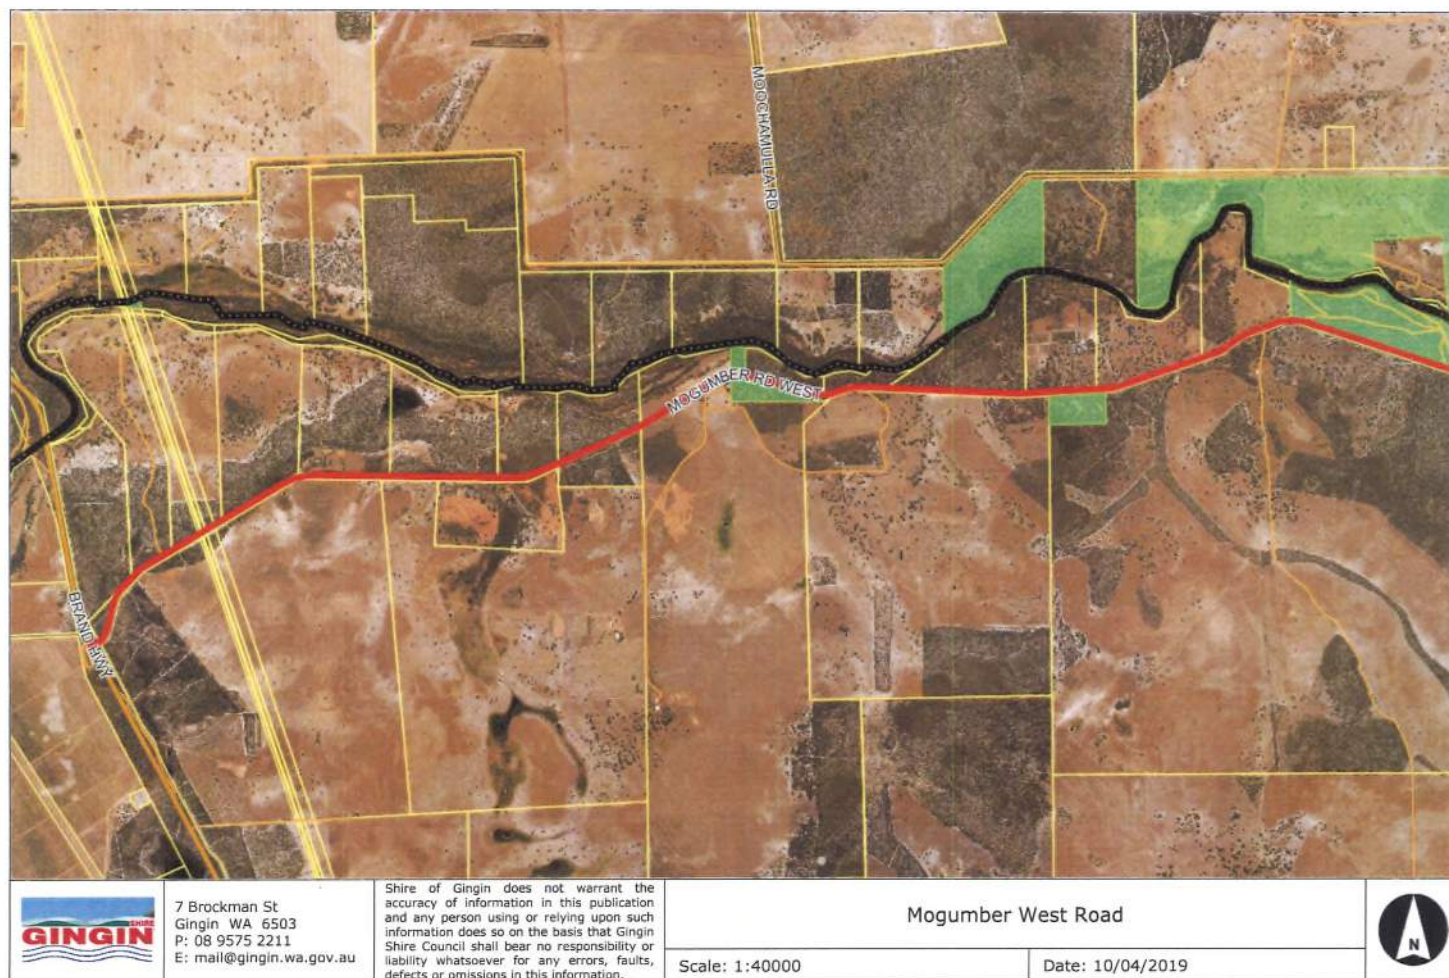 MOOCHAMULLA RD
MOGUMBER RD WEST
BRAND HWY
SHIRE
GINGIN
7 Brockman St
Gingin WA 6503
P: 08 9575 2211
E: mail@gingin.wa.gov.au
Shire of Gingin does not warrant the
accuracy of information in this publication
and any person using or relying upon such
information does so on the basis that Gingin
Shire Council shall bear no responsibility or
liability whatsoever for any errors, faults,
defects or omissions in this information.
Mogumber West Road
Scale: 1:40000
Date: 10/04/2019
N